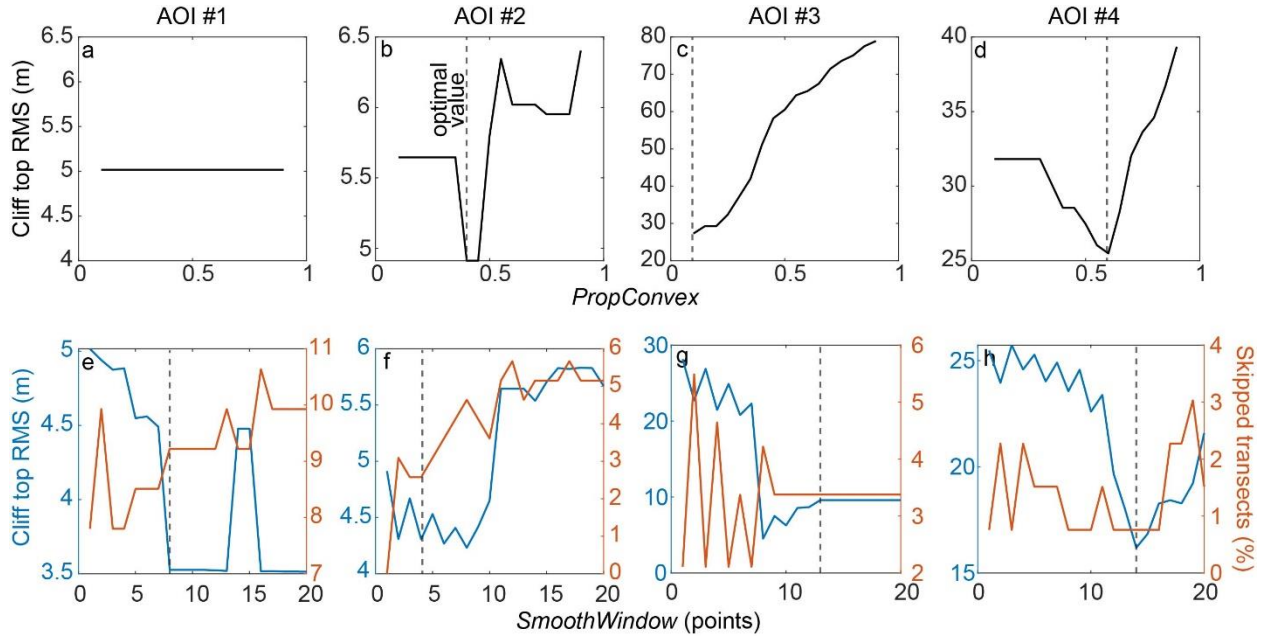 AOI #1 AOI #2 AOI #3 AOI #4
Cliff top RMS (m)
a
6.5
6
5.5
5
4.5
4
0 0.5 1
b
optimal
value
6.5
6
5.5
5
0 0.5 1
c
80
70
60
50
40
30
20
0 0.5 1
d
40
35
30
25
0 0.5 1
PropConvex
Cliff top RMS (m)
e
5
4.5
4
3.5
11
10
9
8
7
0 5 10 15 20
f
6
5.5
5
4.5
4
6
5
4
3
2
1
0
0 5 10 15 20
g
30
20
10
0
6
5
4
3
2
0 10 20
h
25
20
15
4
3
2
1
0
0 10 20
Skipped transects (%)
SmoothWindow (points)